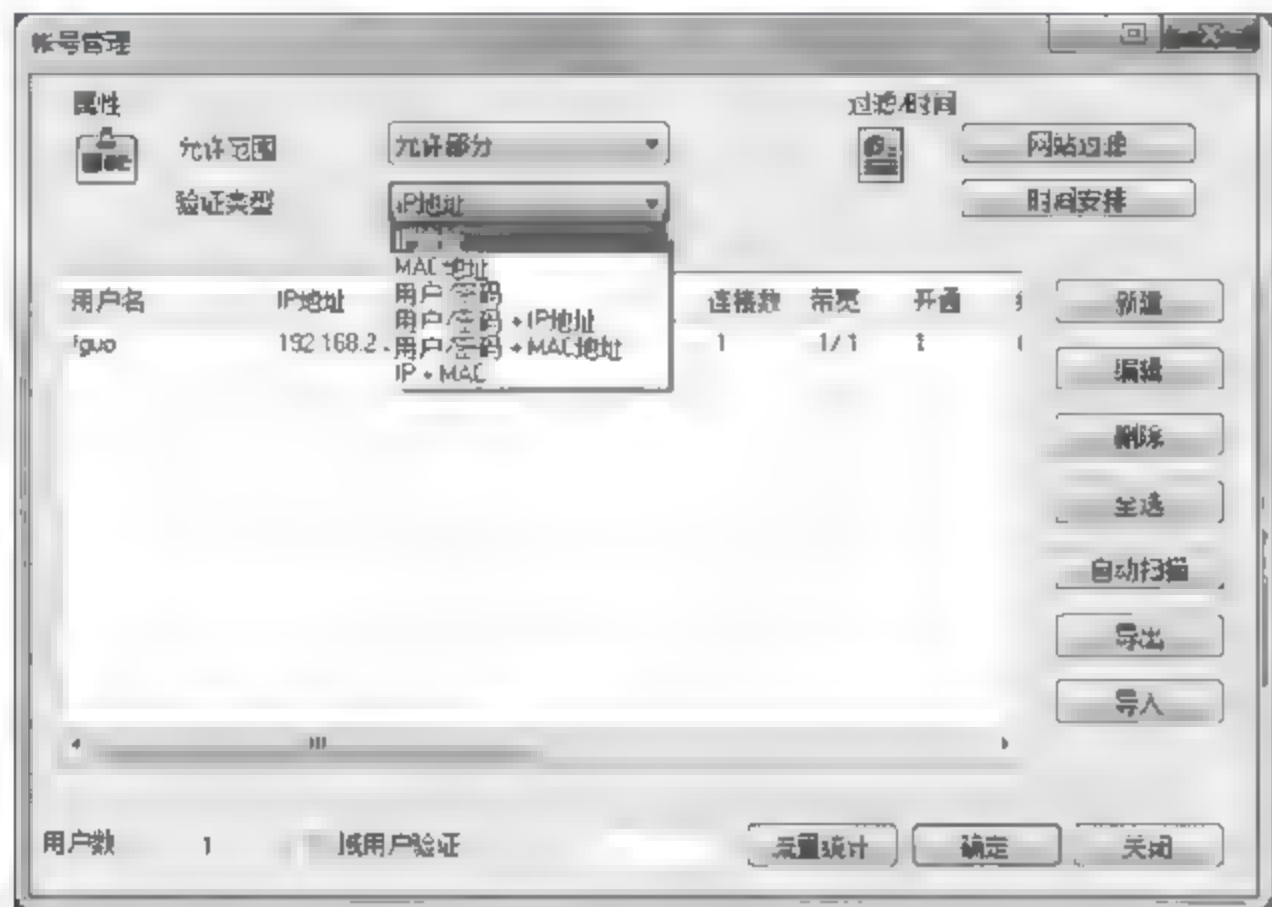 帐号管理
属性
过滤/时间
允许范围 允许部分 网站过滤
验证类型 IP地址 时间安排
MAC地址
用户/密码
用户/密码 + IP地址
用户/密码 + MAC地址
IP + MAC
用户名 IP地址 连接数 带宽 开通
192.168.2. 1 1/1 1
新建
编辑
删除
全选
自动扫描
导出
导入
用户数 1 域用户验证 流量统计 确定 关闭